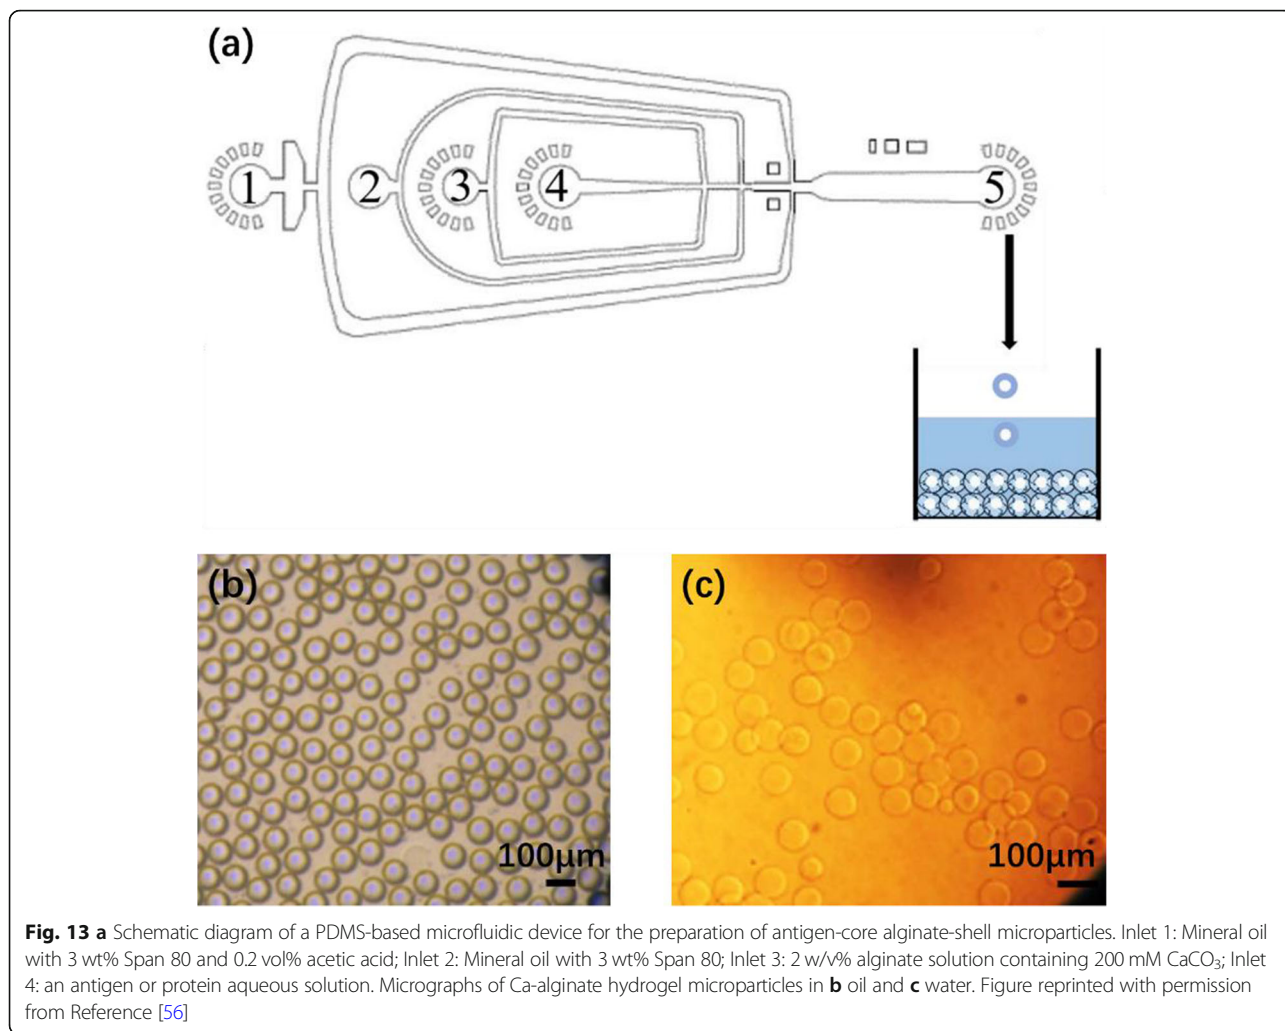 (a)
1 2 3 4 5
(b)
100μm
(c)
100μm
Fig. 13 a Schematic diagram of a PDMS-based microfluidic device for the preparation of antigen-core alginate-shell microparticles. Inlet 1: Mineral oil
with 3 wt% Span 80 and 0.2 vol% acetic acid; Inlet 2: Mineral oil with 3 wt% Span 80; Inlet 3: 2 w/v% alginate solution containing 200 mM CaCO₃; Inlet
4: an antigen or protein aqueous solution. Micrographs of Ca-alginate hydrogel microparticles in b oil and c water. Figure reprinted with permission
from Reference [56]